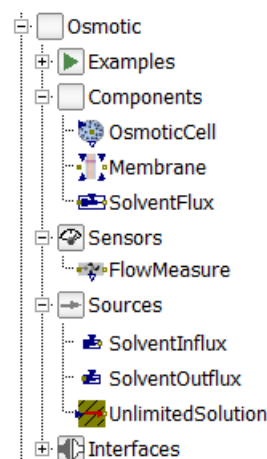 Osmotic
Examples
Components
OsmoticCell
Membrane
SolventFlux
Sensors
FlowMeasure
Sources
SolventInflux
SolventOutflux
UnlimitedSolution
Interfaces